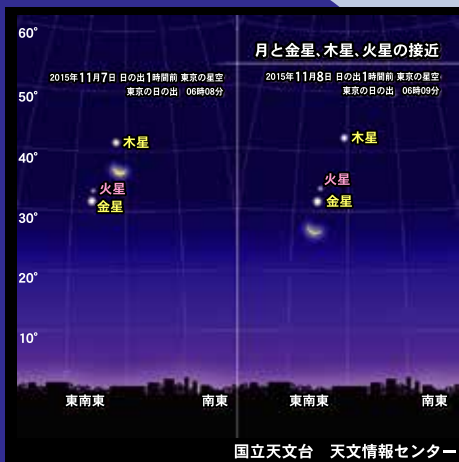 月と金星、木星、火星の接近
2015年11月7日 日の出1時間前 東京の星空
東京の日の出 06時08分
2015年11月8日 日の出1時間前 東京の星空
東京の日の出 06時09分
60°
50°
40°
30°
20°
10°
木星
火星
金星
木星
火星
金星
東南東 南東
東南東 南東
国立天文台 天文情報センター